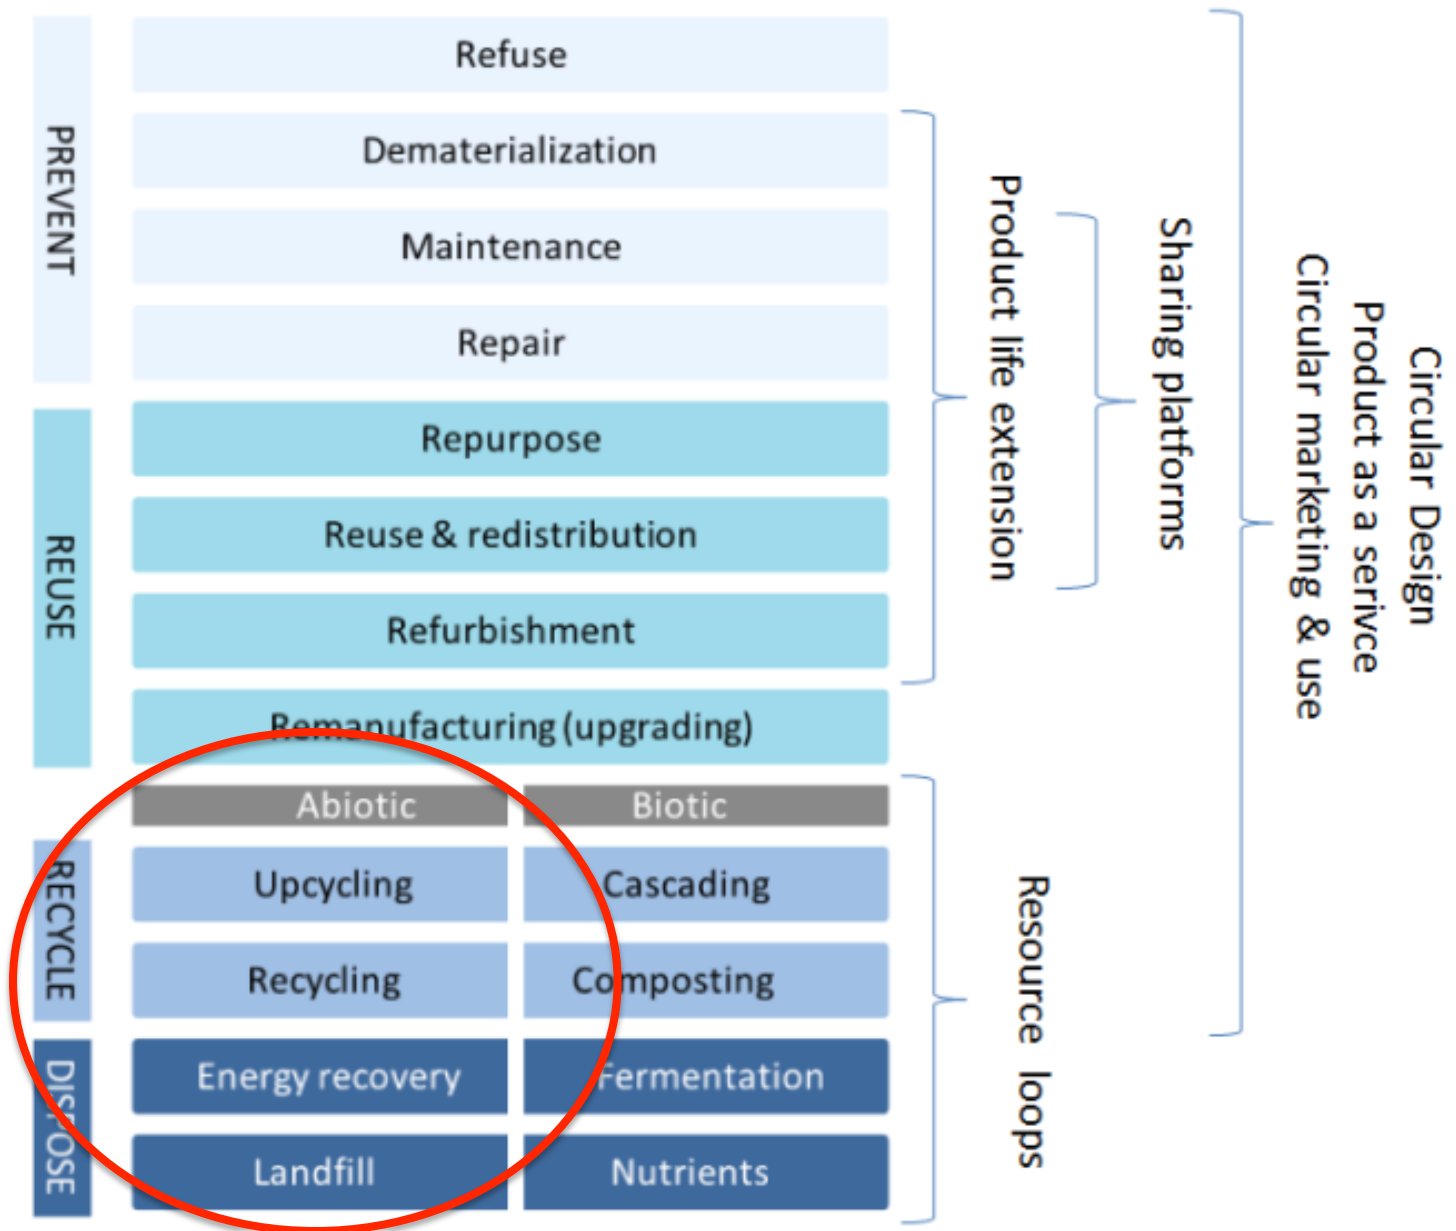 PREVENT
Refuse
Dematerialization
Maintenance
Repair
REUSE
Repurpose
Reuse & redistribution
Refurbishment
Remanufacturing (upgrading)
Abiotic
Biotic
RECYCLE
Upcycling
Cascading
Recycling
Composting
DISPOSE
Energy recovery
Fermentation
Landfill
Nutrients
Product life extension
Sharing platforms
Resource loops
Circular Design
Product as a serivce
Circular marketing & use